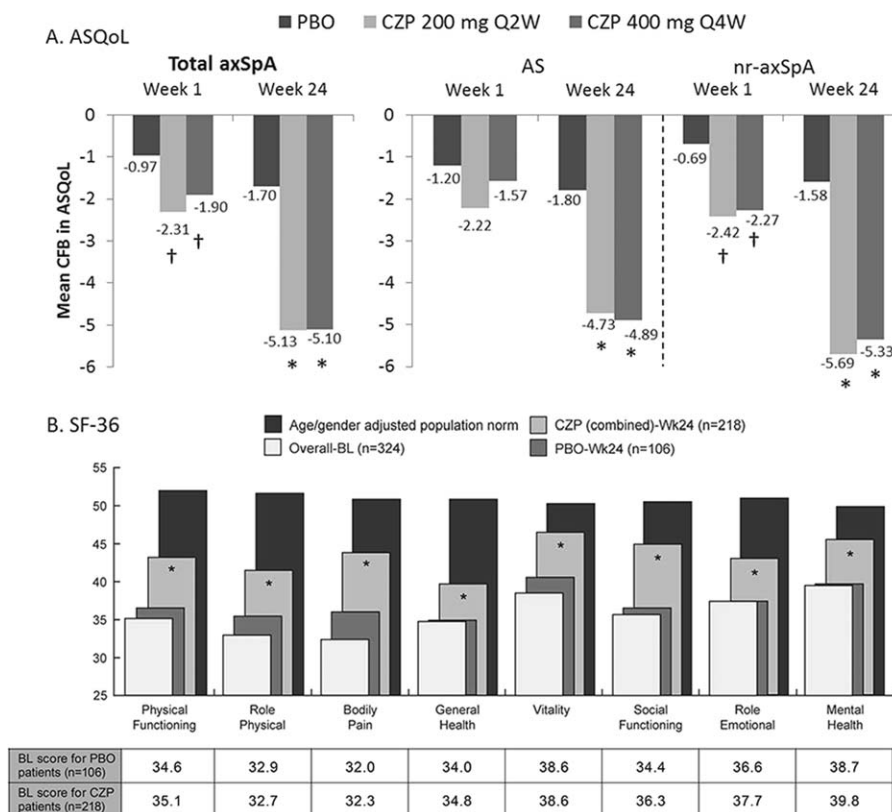 PBO CZP 200 mg Q2W CZP 400 mg Q4W
A. ASQoL
Total axSpA AS nr-axSpA
Week 1 Week 24 Week 1 Week 24 Week 1 Week 24
Mean CFB in ASQoL
0 0
-1 -1
-2 -2
-3 -3
-4 -4
-5 -5
-6 -6
-0.97 -2.31 -1.90 -1.70 -5.13 -5.10
† † * *
-1.20 -2.22 -1.57 -1.80 -4.73 -4.89
* *
-0.69 -2.42 -2.27 -1.58 -5.69 -5.33
† † * *
B. SF-36
Age/gender adjusted population norm CZP (combined)-Wk24 (n=218)
Overall-BL (n=324) PBO-Wk24 (n=106)
55
50
45
40
35
30
25
* * * * * * * *
Physical Functioning Role Physical Bodily Pain General Health Vitality Social Functioning Role Emotional Mental Health
BL score for PBO patients (n=106) 34.6 32.9 32.0 34.0 38.6 34.4 36.6 38.7
BL score for CZP patients (n=218) 35.1 32.7 32.3 34.8 38.6 36.3 37.7 39.8